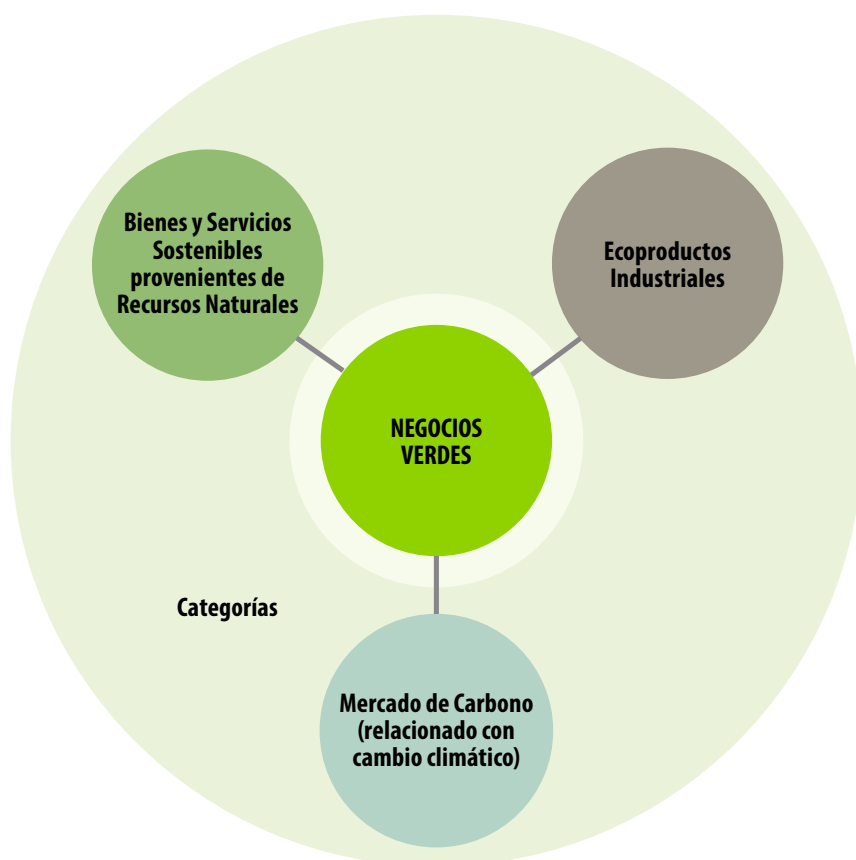 Bienes y Servicios
Sostenibles
provenientes de
Recursos Naturales
Ecoproductos
Industriales
NEGOCIOS
VERDES
Categorías
Mercado de Carbono
(relacionado con
cambio climático)